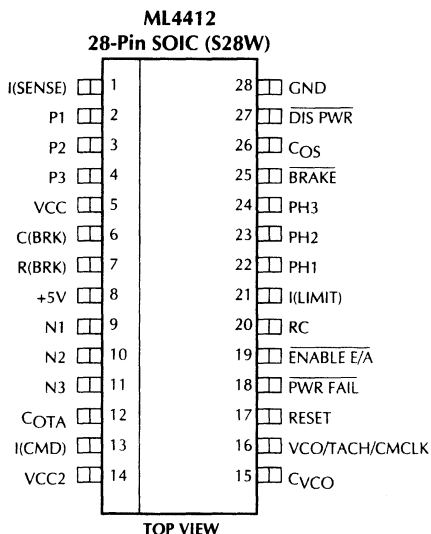 ML4412
28-Pin SOIC (S28W)
I(SENSE) 1 28 GND
P1 2 27 DIS PWR
P2 3 26 COS
P3 4 25 BRAKE
VCC 5 24 PH3
C(BRK) 6 23 PH2
R(BRK) 7 22 PH1
+5V 8 21 I(LIMIT)
N1 9 20 RC
N2 10 19 ENABLE E/A
N3 11 18 PWR FAIL
COTA 12 17 RESET
I(CMD) 13 16 VCO/TACH/CMCLK
VCC2 14 15 CVCO
TOP VIEW